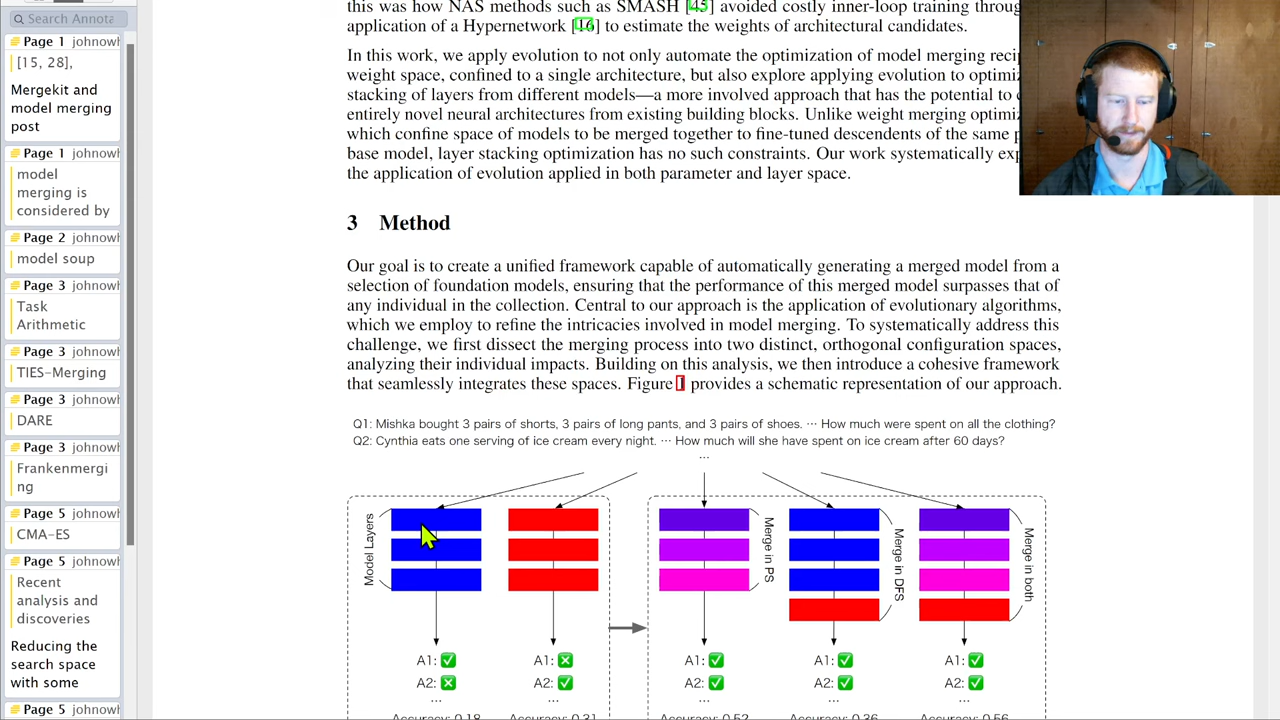 Search Annota
Page 1 johnowh
[15, 28],
Mergekit and
model merging
post
Page 1 johnowh
model
merging is
considered by
Page 2 johnowh
model soup
Page 3 johnowh
Task
Arithmetic
Page 3 johnowh
TIES-Merging
Page 3 johnowh
DARE
Page 3 johnowh
Frankenmergi
ng
Page 5 johnowh
CMA-ES
Page 5 johnowh
Recent
analysis and
discoveries
Reducing the
search space
with some
Page 5 johnowh
this was how NAS methods such as SMASH [45] avoided costly inner-loop training throu
application of a Hypernetwork [16] to estimate the weights of architectural candidates.
In this work, we apply evolution to not only automate the optimization of model merging reci
weight space, confined to a single architecture, but also explore applying evolution to optimi
stacking of layers from different models—a more involved approach that has the potential to
entirely novel neural architectures from existing building blocks. Unlike weight merging optimi
which confine space of models to be merged together to fine-tuned descendents of the same
base model, layer stacking optimization has no such constraints. Our work systematically exp
the application of evolution applied in both parameter and layer space.
3 Method
Our goal is to create a unified framework capable of automatically generating a merged model from a
selection of foundation models, ensuring that the performance of this merged model surpasses that of
any individual in the collection. Central to our approach is the application of evolutionary algorithms,
which we employ to refine the intricacies involved in model merging. To systematically address this
challenge, we first dissect the merging process into two distinct, orthogonal configuration spaces,
analyzing their individual impacts. Building on this analysis, we then introduce a cohesive framework
that seamlessly integrates these spaces. Figure 1 provides a schematic representation of our approach.
Q1: Mishka bought 3 pairs of shorts, 3 pairs of long pants, and 3 pairs of shoes. ··· How much were spent on all the clothing?
Q2: Cynthia eats one serving of ice cream every night. ··· How much will she have spent on ice cream after 60 days?
...
Model Layers
Merge in PS
Merge in DFS
Merge in both
A1: ✅ A1: ❎ A1: ✅ A1: ✅ A1: ✅
A2: ❎ A2: ✅ A2: ✅ A2: ✅ A2: ✅
... ... ... ... ...
Accuracy: 0.18 Accuracy: 0.31 Accuracy: 0.52 Accuracy: 0.36 Accuracy: 0.56